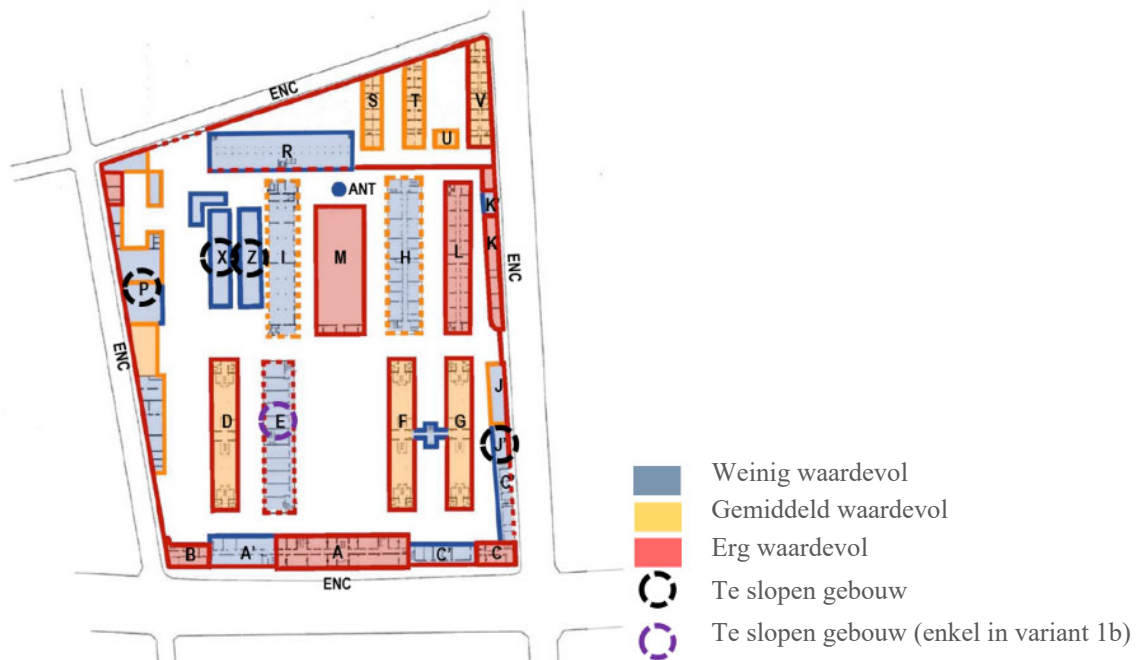 ENC
S
T
V
U
R
ANT
K'
K
X
Z
I
M
H
L
ENC
P
ENC
J
D
E
F
G
J'
C
B
A'
A
C'
C
ENC
Weinig waardevol
Gemiddeld waardevol
Erg waardevol
Te slopen gebouw
Te slopen gebouw (enkel in variant 1b)